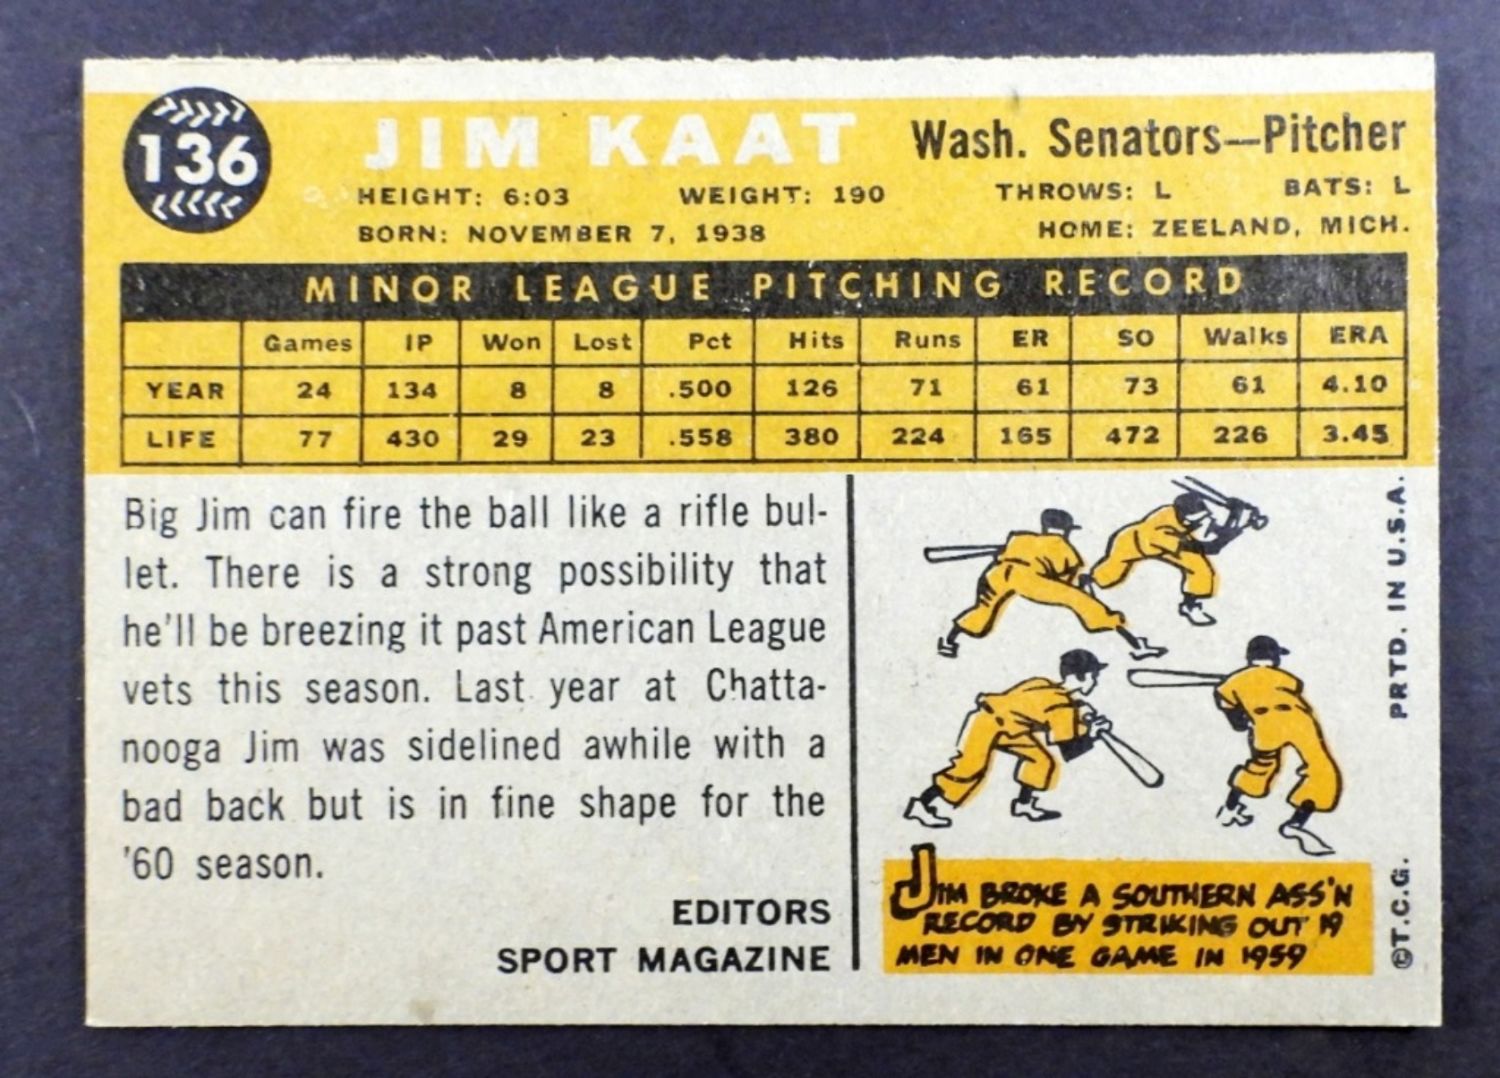 136
JIM KAAT Wash. Senators—Pitcher
HEIGHT: 6:03 WEIGHT: 190 THROWS: L BATS: L
BORN: NOVEMBER 7, 1938 HOME: ZEELAND, MICH.
MINOR LEAGUE PITCHING RECORD
Games IP Won Lost Pct Hits Runs ER SO Walks ERA
YEAR 24 134 8 8 .500 126 71 61 73 61 4.10
LIFE 77 430 29 23 .558 380 224 165 472 226 3.45
Big Jim can fire the ball like a rifle bul-
let. There is a strong possibility that
he'll be breezing it past American League
vets this season. Last year at Chatta-
nooga Jim was sidelined awhile with a
bad back but is in fine shape for the
'60 season.
EDITORS
SPORT MAGAZINE
JIM BROKE A SOUTHERN ASS'N
RECORD BY STRIKING OUT 19
MEN IN ONE GAME IN 1959
©T.C.G. PRTD. IN U.S.A.